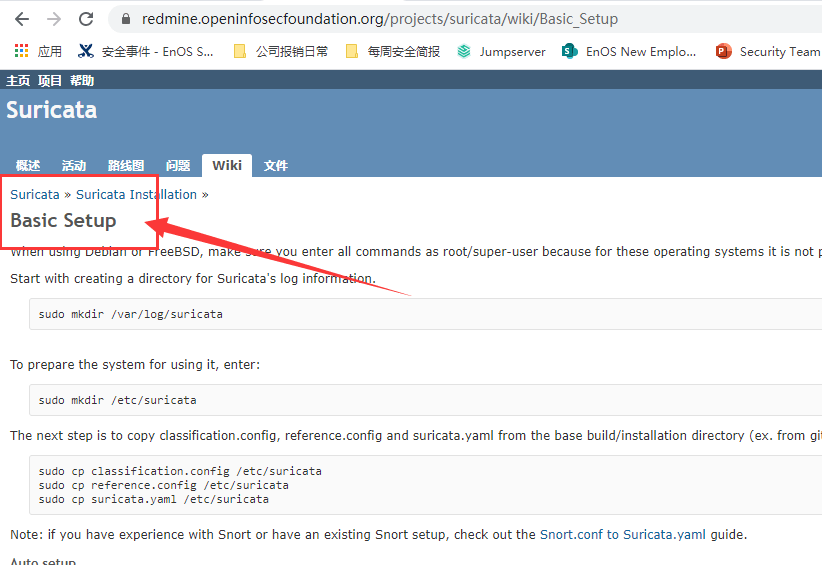 redmine.openinfosecfoundation.org/projects/suricata/wiki/Basic_Setup
应用 安全事件 - EnOS S... 公司报销日常 每周安全简报 Jumpserver EnOS New Emplo... Security Team
主页 项目 帮助
Suricata
概述 活动 路线图 问题 Wiki 文件
Suricata » Suricata Installation »
Basic Setup
When using Debian or FreeBSD, make sure you enter all commands as root/super-user because for these operating systems it is not p
Start with creating a directory for Suricata's log information.
sudo mkdir /var/log/suricata
To prepare the system for using it, enter:
sudo mkdir /etc/suricata
The next step is to copy classification.config, reference.config and suricata.yaml from the base build/installation directory (ex. from git
sudo cp classification.config /etc/suricata
sudo cp reference.config /etc/suricata
sudo cp suricata.yaml /etc/suricata
Note: if you have experience with Snort or have an existing Snort setup, check out the Snort.conf to Suricata.yaml guide.
Auto setup